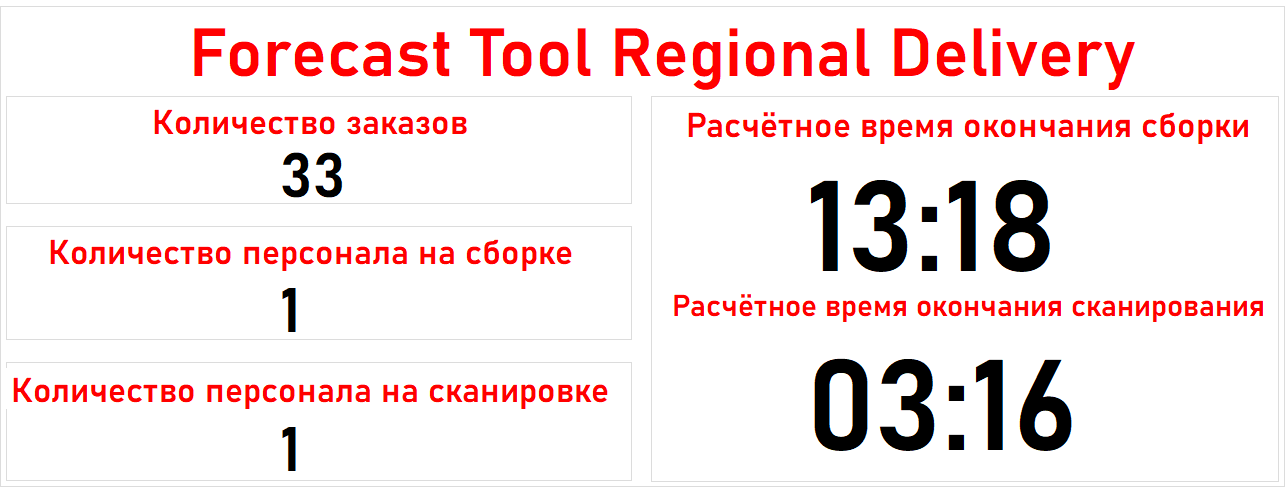 Forecast Tool Regional Delivery
Количество заказов
33
Количество персонала на сборке
1
Количество персонала на сканировке
1
Расчётное время окончания сборки
13:18
Расчётное время окончания сканирования
03:16